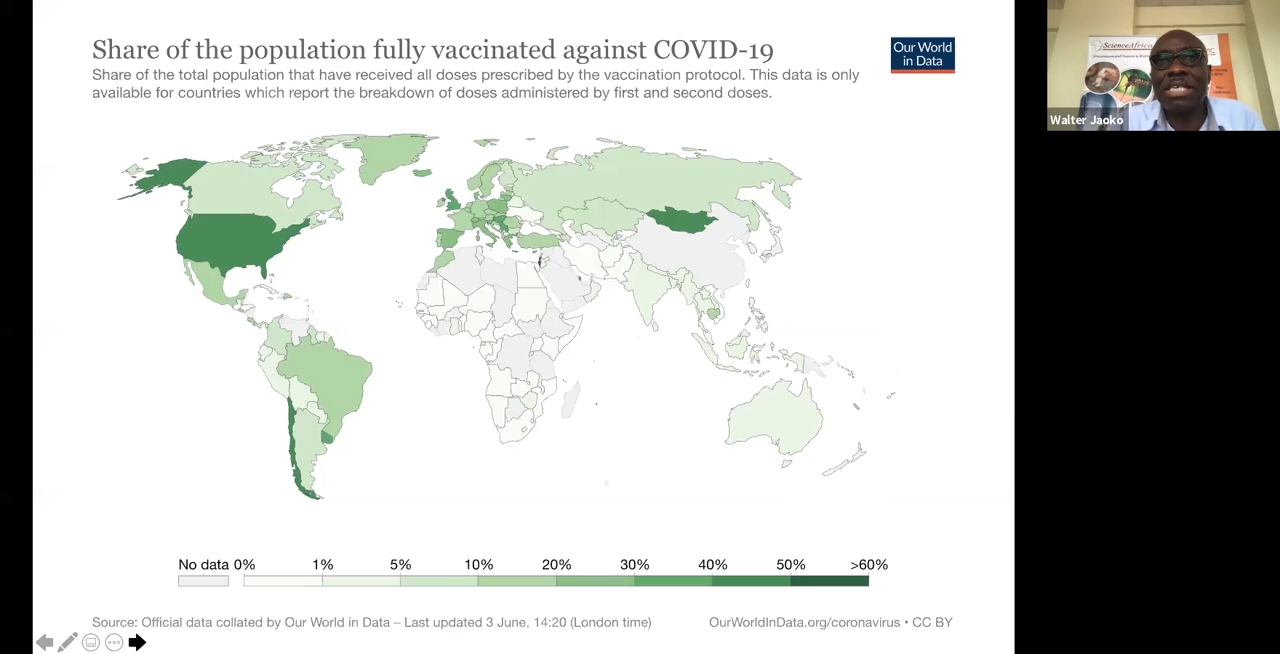 Share of the population fully vaccinated against COVID-19
Our World
in Data
Share of the total population that have received all doses prescribed by the vaccination protocol. This data is only
available for countries which report the breakdown of doses administered by first and second doses.
ScienceAfrica
Walter Jaoko
No data 0% 1% 5% 10% 20% 30% 40% 50% >60%
Source: Official data collated by Our World in Data – Last updated 3 June, 14:20 (London time)
OurWorldInData.org/coronavirus • CC BY